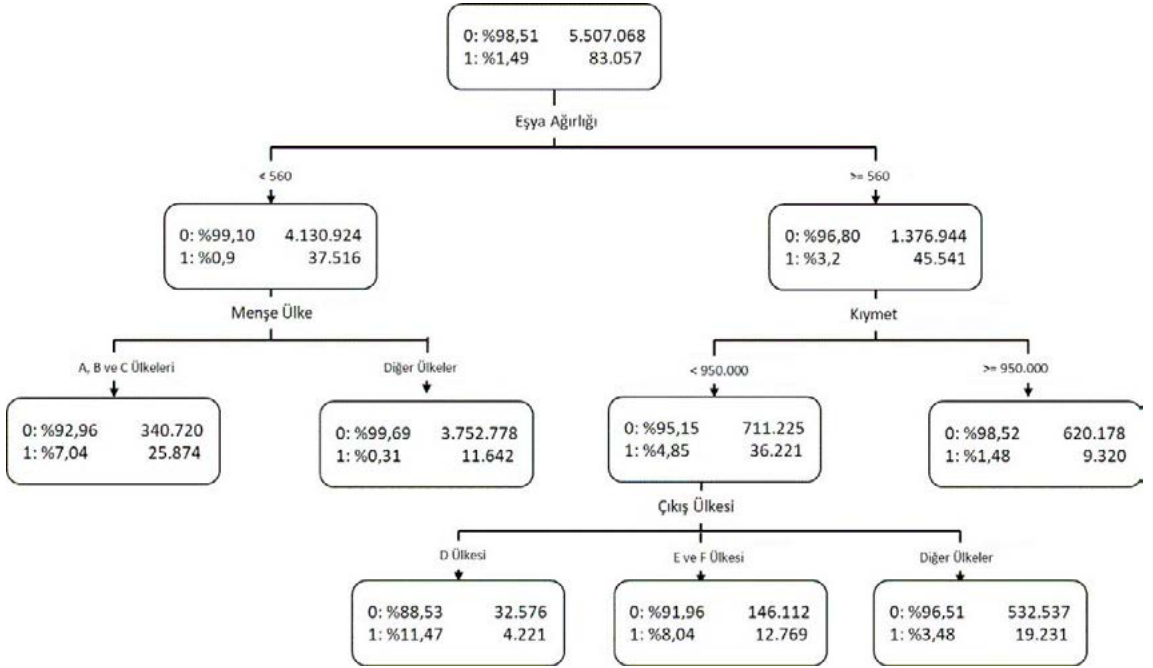 0: %98,51 5.507.068
1: %1,49 83.057
Eşya Ağırlığı
< 560
>= 560
0: %99,10 4.130.924
1: %0,9 37.516
0: %96,80 1.376.944
1: %3,2 45.541
Menşe Ülke
Kıymet
A, B ve C Ülkeleri
Diğer Ülkeler
< 950.000
>= 950.000
0: %92,96 340.720
1: %7,04 25.874
0: %99,69 3.752.778
1: %0,31 11.642
0: %95,15 711.225
1: %4,85 36.221
0: %98,52 620.178
1: %1,48 9.320
Çıkış Ülkesi
D Ülkesi
E ve F Ülkesi
Diğer Ülkeler
0: %88,53 32.576
1: %11,47 4.221
0: %91,96 146.112
1: %8,04 12.769
0: %96,51 532.537
1: %3,48 19.231